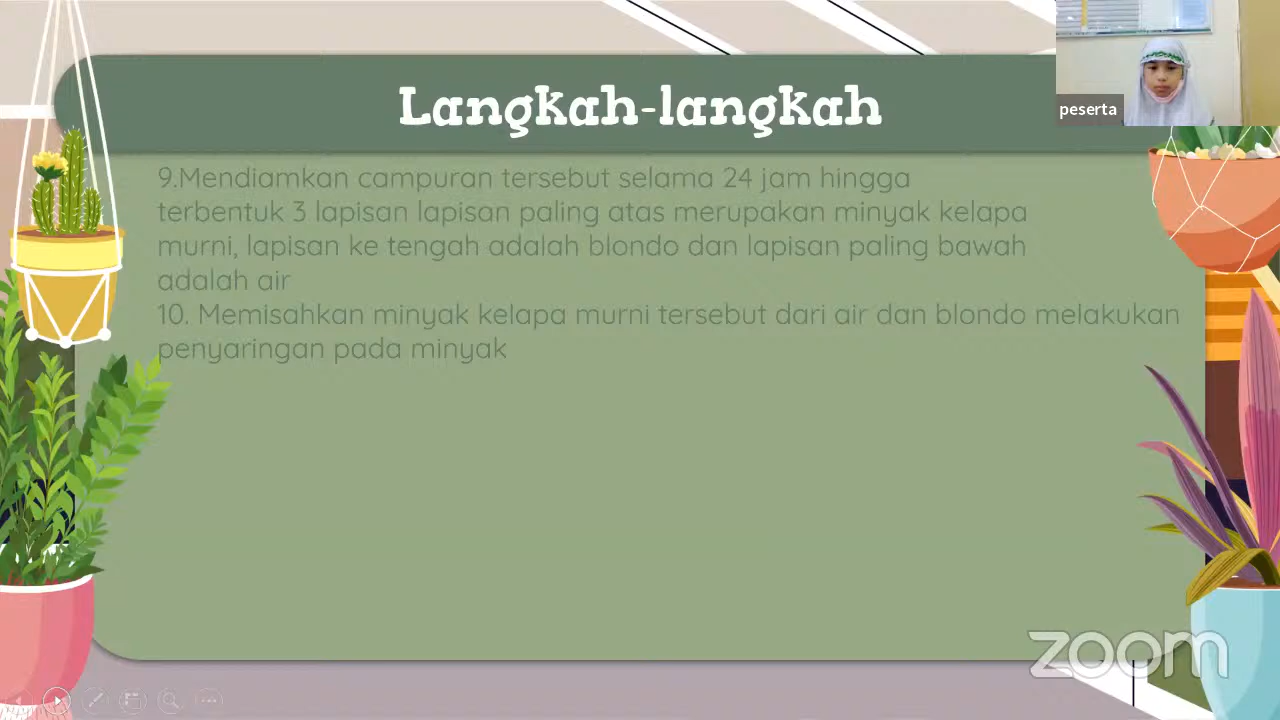 Langkah-langkah
peserta
9.Mendiamkan campuran tersebut selama 24 jam hingga
terbentuk 3 lapisan lapisan paling atas merupakan minyak kelapa
murni, lapisan ke tengah adalah blondo dan lapisan paling bawah
adalah air
10. Memisahkan minyak kelapa murni tersebut dari air dan blondo melakukan
penyaringan pada minyak
zoom